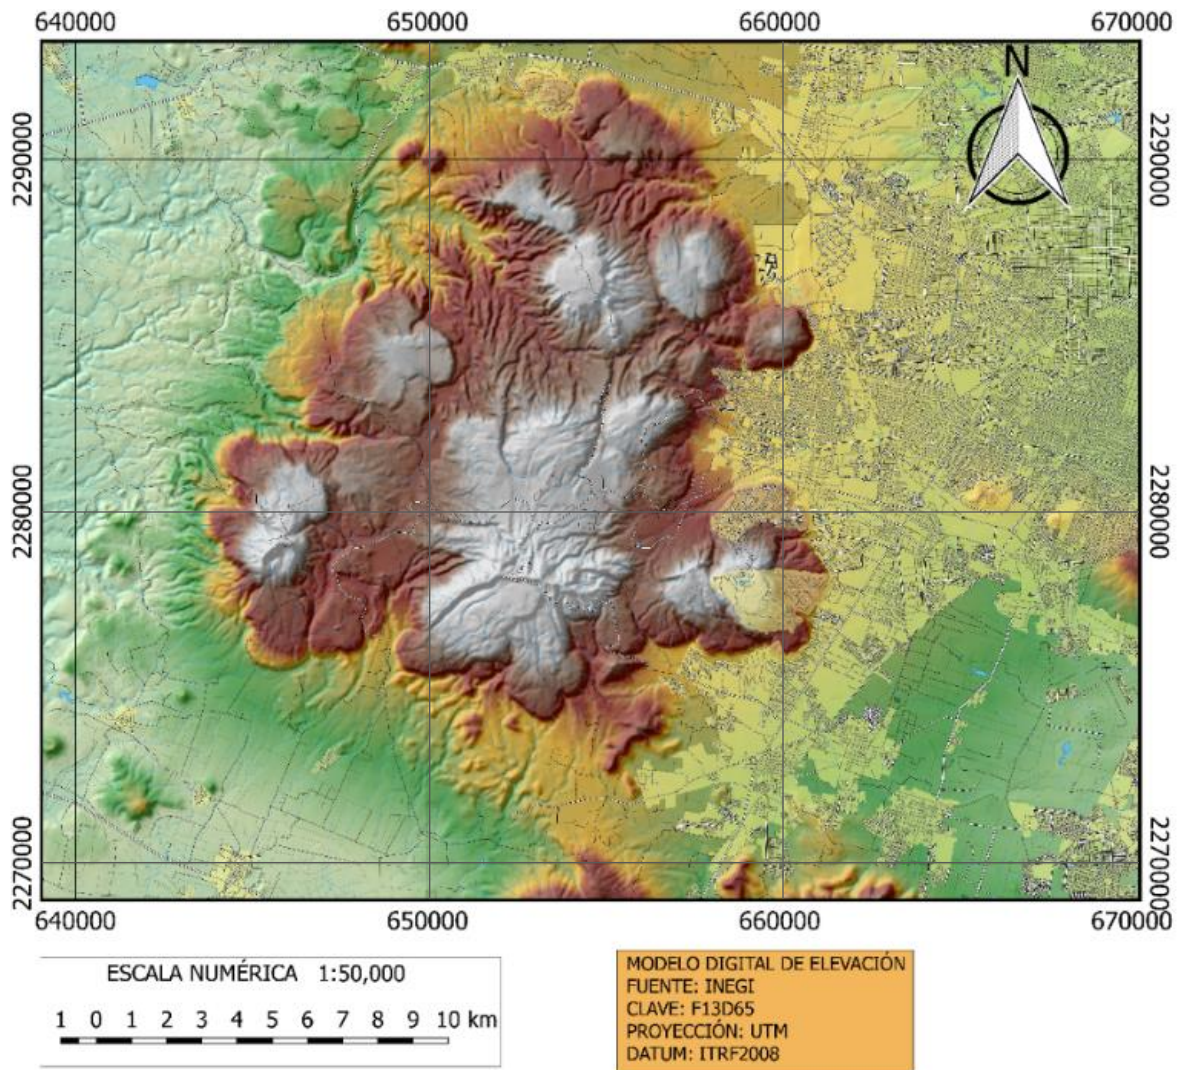 640000 650000 660000 670000
N
2290000 2290000
2280000 2280000
2270000 2270000
640000 650000 660000 670000
ESCALA NUMÉRICA 1:50,000
1 0 1 2 3 4 5 6 7 8 9 10 km
MODELO DIGITAL DE ELEVACIÓN
FUENTE: INEGI
CLAVE: F13D65
PROYECCIÓN: UTM
DATUM: ITRF2008